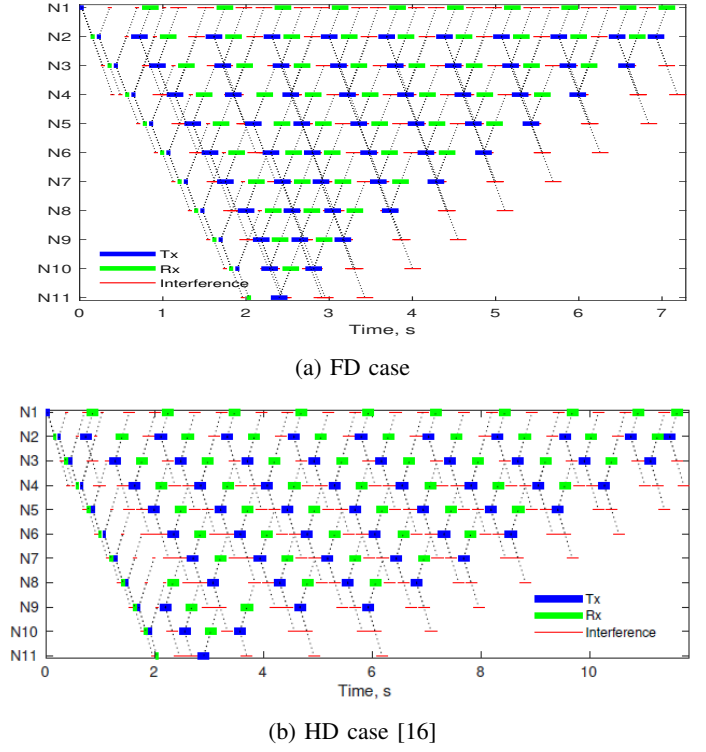 N1
N2
N3
N4
N5
N6
N7
N8
N9
N10
N11
Tx
Rx
Interference
0 1 2 3 4 5 6 7
Time, s
(a) FD case
N1
N2
N3
N4
N5
N6
N7
N8
N9
N10
N11
Tx
Rx
Interference
0 2 4 6 8 10
Time, s
(b) HD case [16]